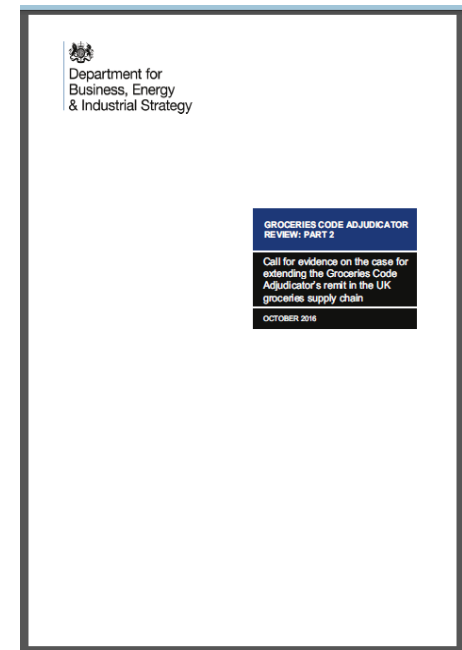 Department for
Business, Energy
& Industrial Strategy
GROCERIES CODE ADJUDICATOR
REVIEW: PART 2
Call for evidence on the case for
extending the Groceries Code
Adjudicator's remit in the UK
groceries supply chain
OCTOBER 2016